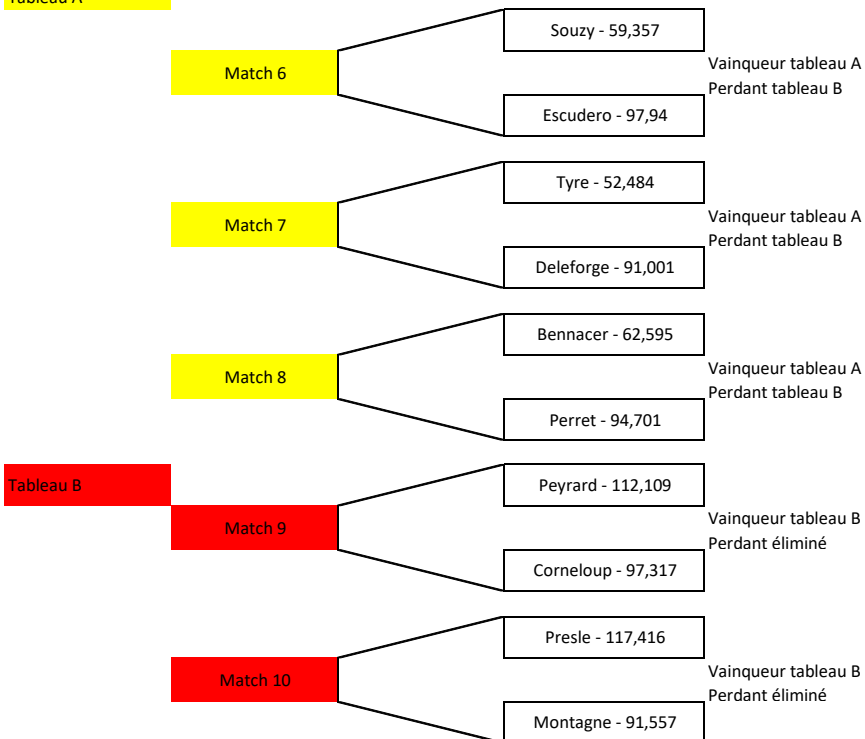 Tableau A
Souzy - 59,357
Match 6
Vainqueur tableau A
Perdant tableau B
Escudero - 97,94
Tyre - 52,484
Match 7
Vainqueur tableau A
Perdant tableau B
Deleforge - 91,001
Bennacer - 62,595
Match 8
Vainqueur tableau A
Perdant tableau B
Perret - 94,701
Tableau B
Peyrard - 112,109
Match 9
Vainqueur tableau B
Perdant éliminé
Corneloup - 97,317
Presle - 117,416
Match 10
Vainqueur tableau B
Perdant éliminé
Montagne - 91,557